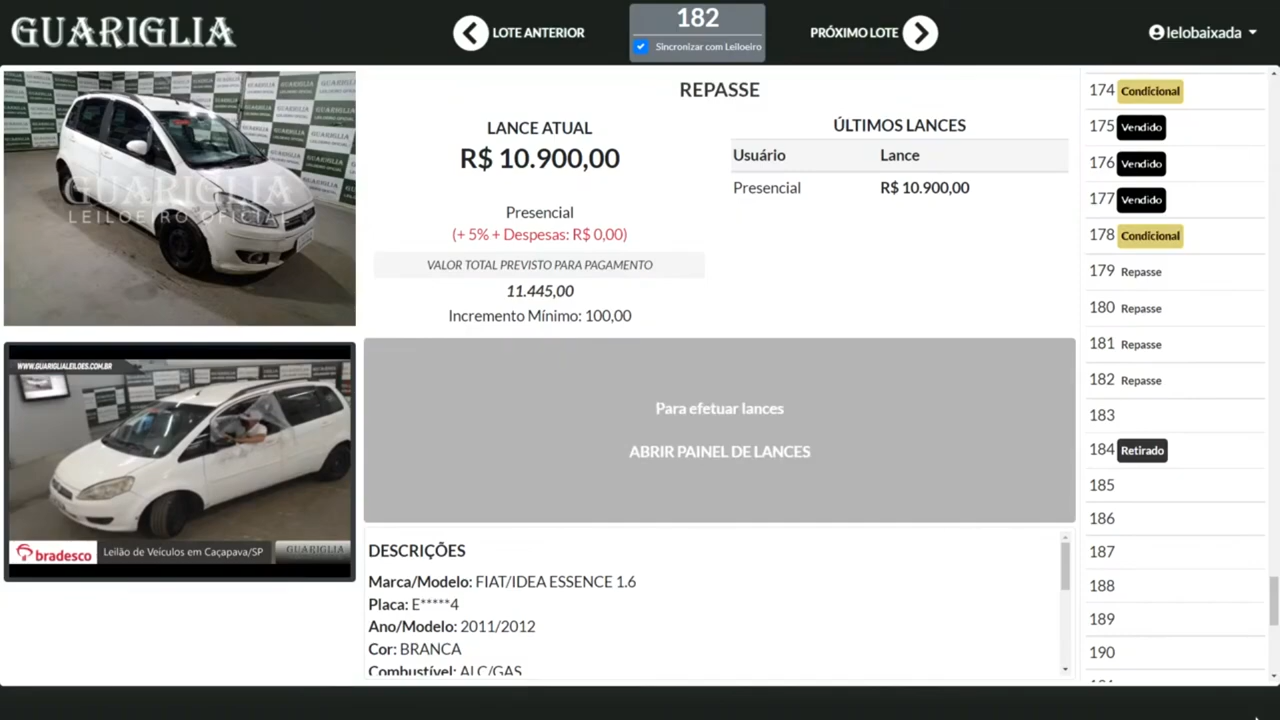 GUARIGLIA
LOTE ANTERIOR
182
Sincronizar com Leiloeiro
PRÓXIMO LOTE
lelobaixada
GUARIGLIA
LEILOEIRO OFICIAL
WWW.GUARIGLIALEILOES.COM.BR
bradesco
Leilão de Veículos em Caçapava/SP
GUARIGLIA
REPASSE
LANCE ATUAL
R$ 10.900,00
Presencial
(+ 5% + Despesas: R$ 0,00)
VALOR TOTAL PREVISTO PARA PAGAMENTO
11.445,00
Incremento Mínimo: 100,00
ÚLTIMOS LANCES
Usuário Lance
Presencial R$ 10.900,00
Para efetuar lances
ABRIR PAINEL DE LANCES
DESCRIÇÕES
Marca/Modelo: FIAT/IDEA ESSENCE 1.6
Placa: E*****4
Ano/Modelo: 2011/2012
Cor: BRANCA
Combustível: ALC/GAS
174 Condicional
175 Vendido
176 Vendido
177 Vendido
178 Condicional
179 Repasse
180 Repasse
181 Repasse
182 Repasse
183
184 Retirado
185
186
187
188
189
190